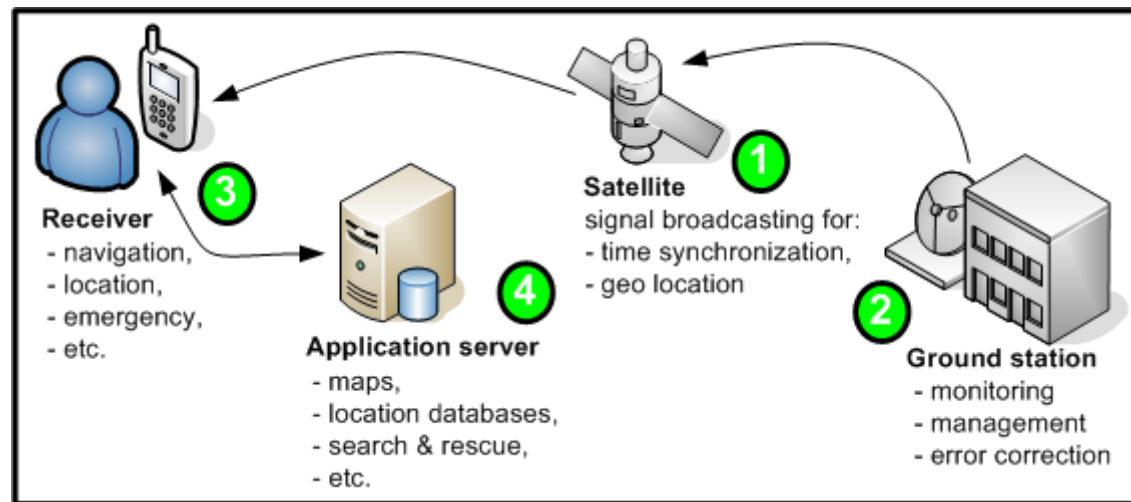 1
Satellite
signal broadcasting for:
- time synchronization,
- geo location
2
Ground station
- monitoring
- management
- error correction
3
Receiver
- navigation,
- location,
- emergency,
- etc.
4
Application server
- maps,
- location databases,
- search & rescue,
- etc.